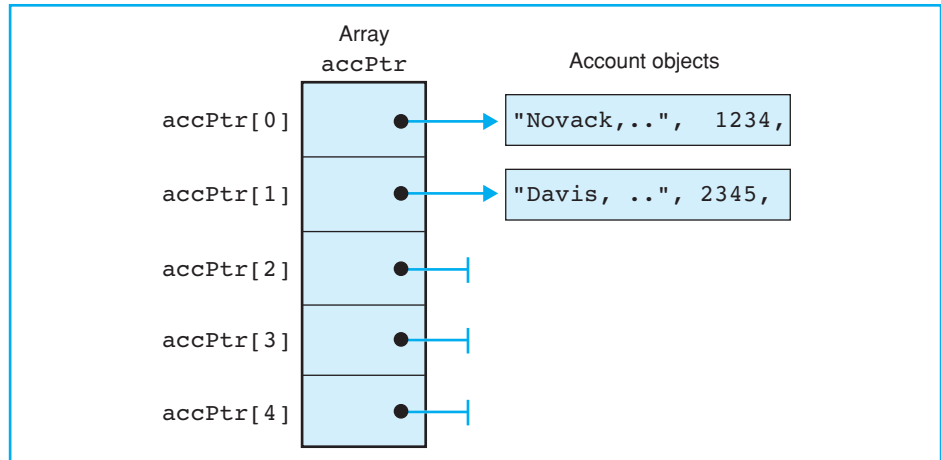 Array
accPtr
Account objects
accPtr[0]
"Novack,..", 1234,
accPtr[1]
"Davis, ..", 2345,
accPtr[2]
accPtr[3]
accPtr[4]